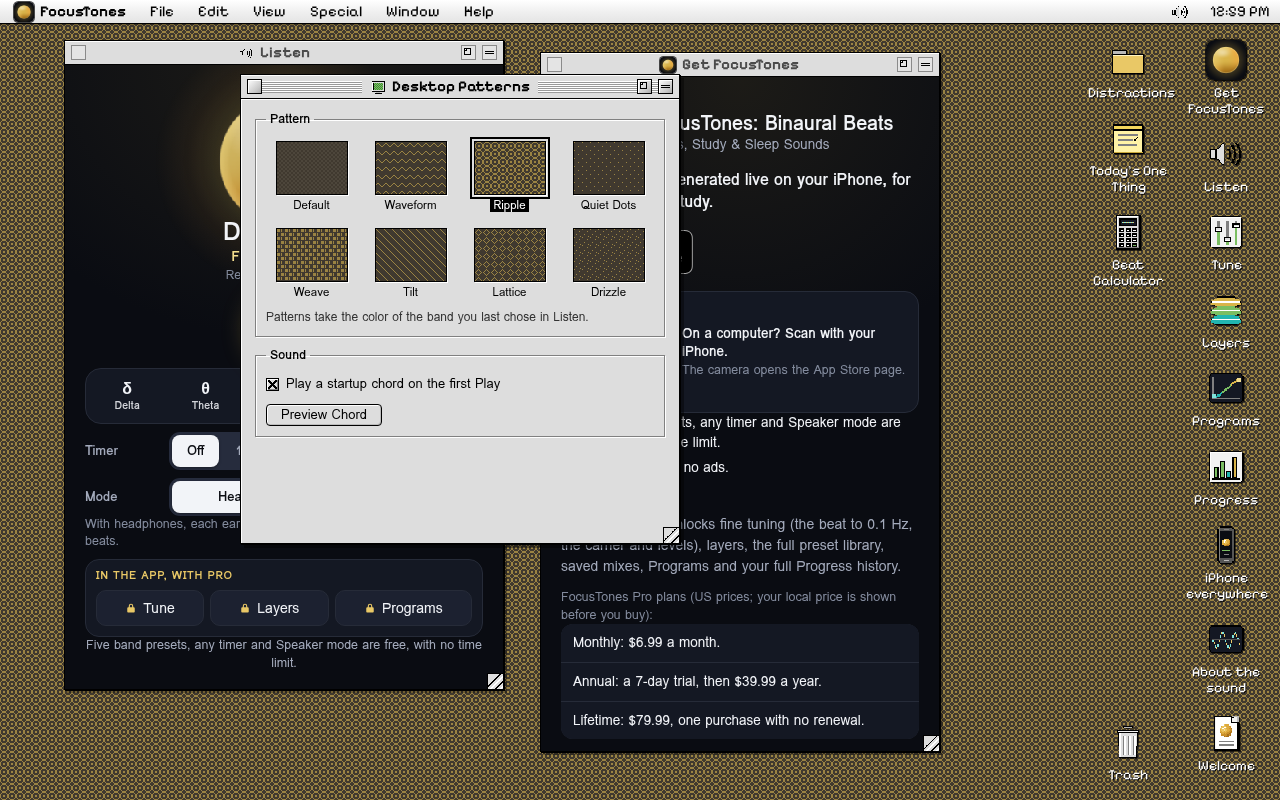 FocusTones File Edit View Special Window Help 12:59 PM
Listen
Get FocusTones
Desktop Patterns
Pattern
Default
Waveform
Ripple
Quiet Dots
Weave
Tilt
Lattice
Drizzle
Patterns take the color of the band you last chose in Listen.
Sound
Play a startup chord on the first Play
Preview Chord
δ
Delta
θ
Theta
Timer
Off
Mode
With headphones, each ear
beats.
IN THE APP, WITH PRO
Tune
Layers
Programs
Five band presets, any timer and Speaker mode are free, with no time
limit.
usTones: Binaural Beats
s, Study & Sleep Sounds
enerated live on your iPhone, for
tudy.
On a computer? Scan with your
iPhone.
The camera opens the App Store page.
ts, any timer and Speaker mode are
e limit.
no ads.
locks fine tuning (the beat to 0.1 Hz,
the carrier and levels), layers, the full preset library,
saved mixes, Programs and your full Progress history.
FocusTones Pro plans (US prices; your local price is shown
before you buy):
Monthly: $6.99 a month.
Annual: a 7-day trial, then $39.99 a year.
Lifetime: $79.99, one purchase with no renewal.
Distractions
Get
FocusTones
Today's One
Thing
Listen
Beat
Calculator
Tune
Layers
Programs
Progress
iPhone
everywhere
About the
sound
Trash
Welcome